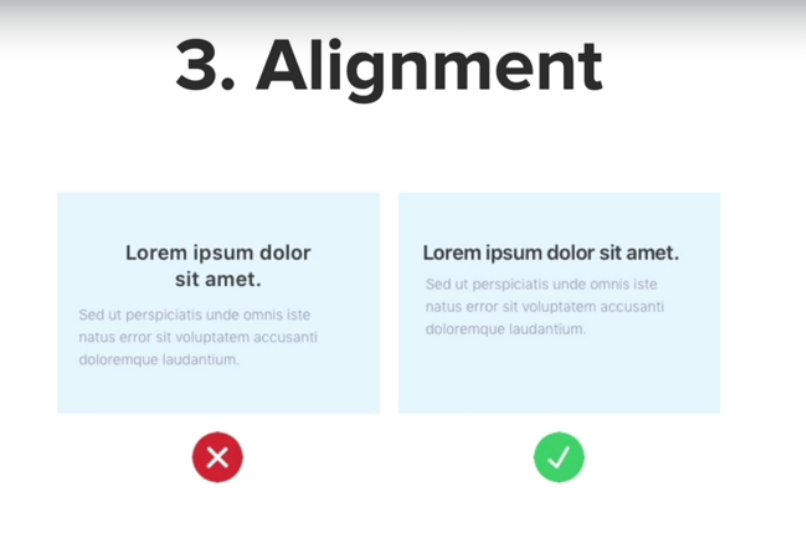 3. Alignment
Lorem ipsum dolor
sit amet.
Sed ut perspiciatis unde omnis iste
natus error sit voluptatem accusanti
doloremque laudantium.
Lorem ipsum dolor sit amet.
Sed ut perspiciatis unde omnis iste
natus error sit voluptatem accusanti
doloremque laudantium.